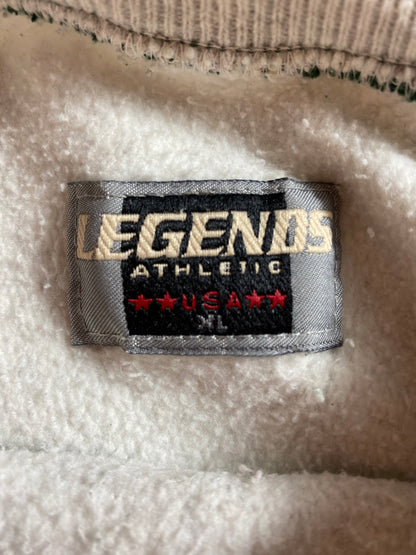 LEGENDS
ATHLETIC
★★USA★★
XL